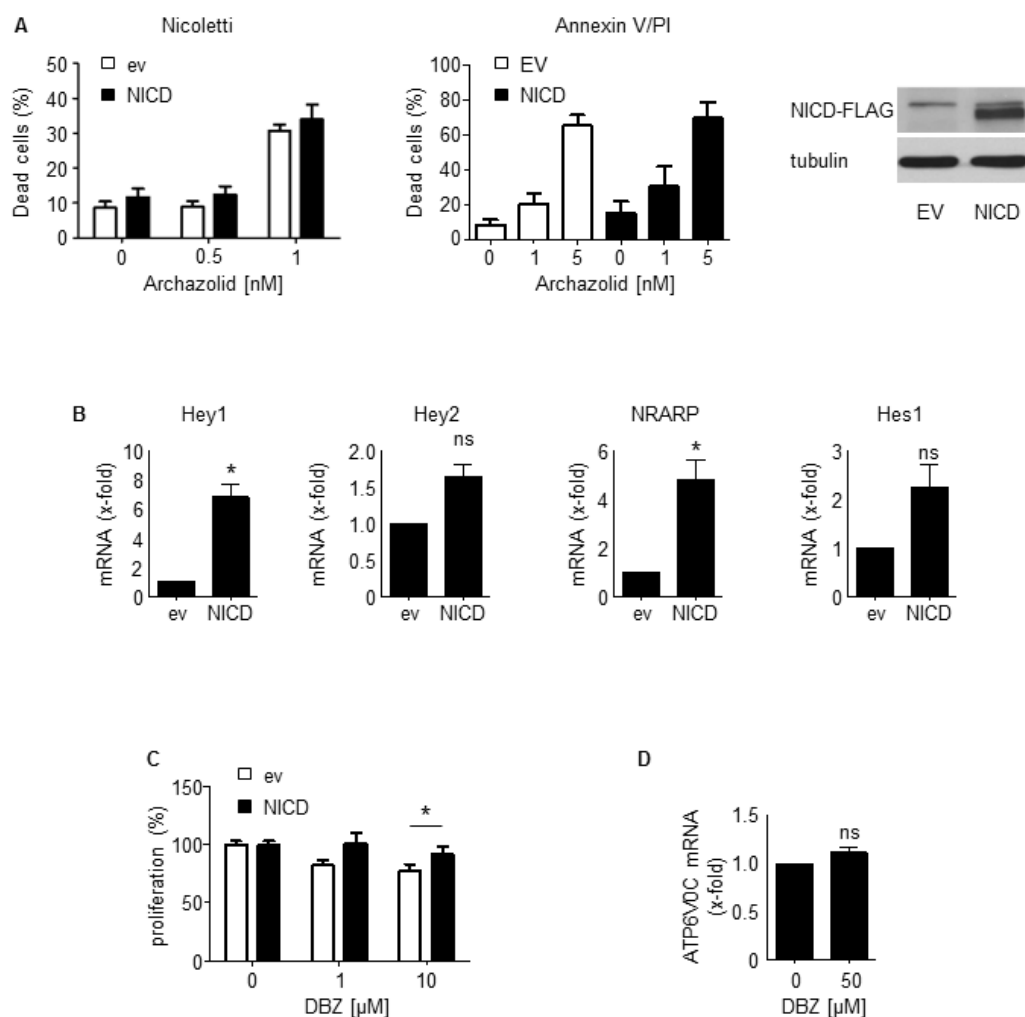 A
Nicoletti
ev
NICD
Dead cells (%)
50
40
30
20
10
0
0 0.5 1
Archazolid [nM]
Annexin V/PI
EV
NICD
Dead cells (%)
100
80
60
40
20
0
0 1 5 0 1 5
Archazolid [nM]
NICD-FLAG
tubulin
EV NICD
B
Hey1
mRNA (x-fold)
10
8
6
4
2
0
*
ev NICD
Hey2
mRNA (x-fold)
2.0
1.5
1.0
0.5
0.0
ns
ev NICD
NRARP
mRNA (x-fold)
6
4
2
0
*
ev NICD
Hes1
mRNA (x-fold)
3
2
1
0
ns
ev NICD
C
ev
NICD
proliferation (%)
150
100
50
0
*
0 1 10
DBZ [µM]
D
ATP6V0C mRNA
(x-fold)
1.5
1.0
0.5
0
ns
0 50
DBZ [µM]